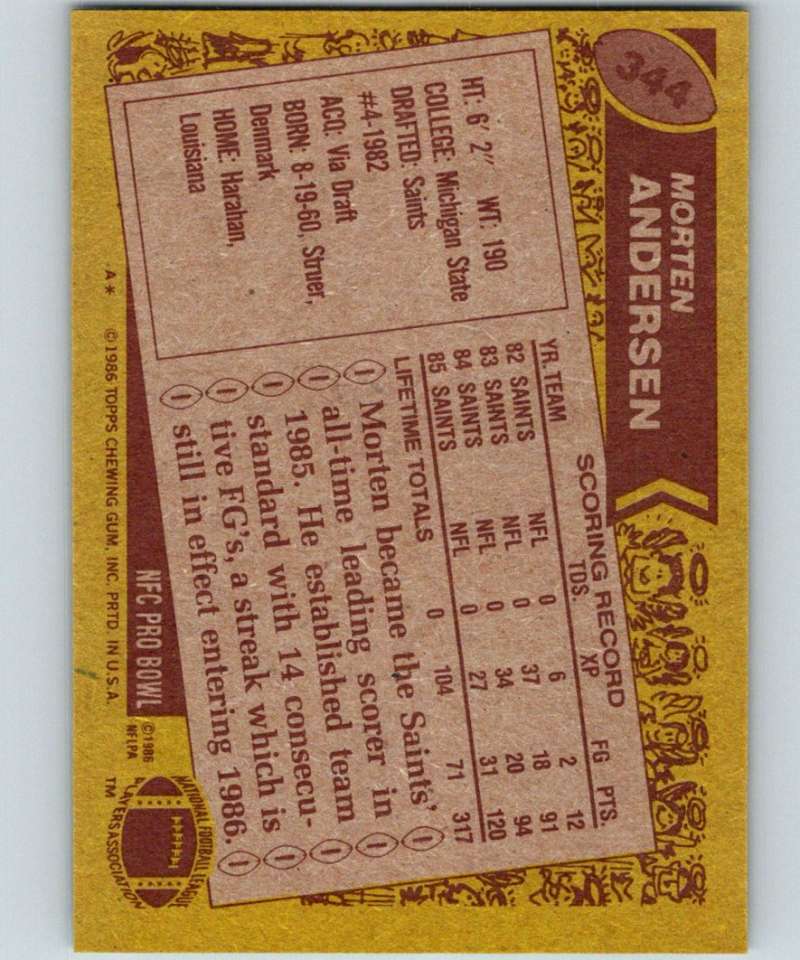 344
MORTEN
ANDERSEN
HT: 6' 2" WT: 190
COLLEGE: Michigan State
DRAFTED: Saints
#4-1982
ACQ: Via Draft
BORN: 8-19-60, Struer,
Denmark
HOME: Harahan,
Louisiana
SCORING RECORD
YR. TEAM TDS. XP FG PTS.
82 SAINTS NFL 0 6 2 12
83 SAINTS NFL 0 37 18 91
84 SAINTS NFL 0 34 20 94
85 SAINTS NFL 0 27 31 120
LIFETIME TOTALS 0 104 71 317
Morten became the Saints'
all-time leading scorer in
1985. He established team
standard with 14 consecu-
tive FG's, a streak which is
still in effect entering 1986.
NFC PRO BOWL
©1986
NFLPA
NATIONAL FOOTBALL LEAGUE
PLAYERS ASSOCIATION
TM
A* ©1986 TOPPS CHEWING GUM, INC. PRTD. IN U.S.A.